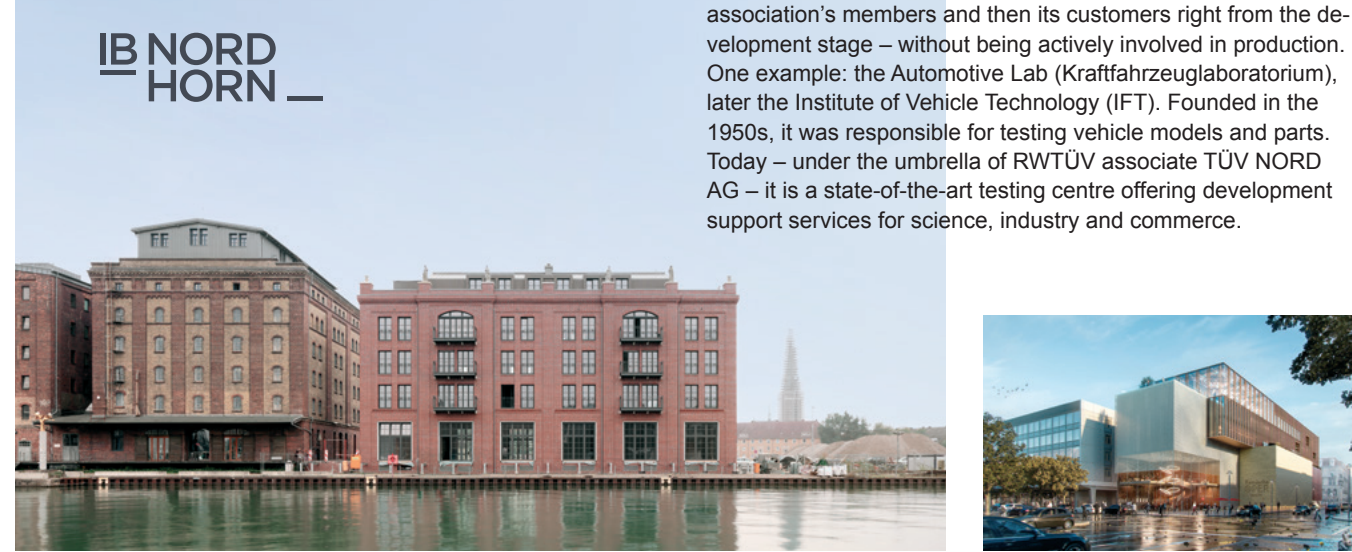 IB NORD
HORN_
association’s members and then its customers right from the de-
velopment stage – without being actively involved in production.
One example: the Automotive Lab (Kraftfahrzeuglaboratorium),
later the Institute of Vehicle Technology (IFT). Founded in the
1950s, it was responsible for testing vehicle models and parts.
Today – under the umbrella of RWTÜV associate TÜV NORD
AG – it is a state-of-the-art testing centre offering development
support services for science, industry and commerce.